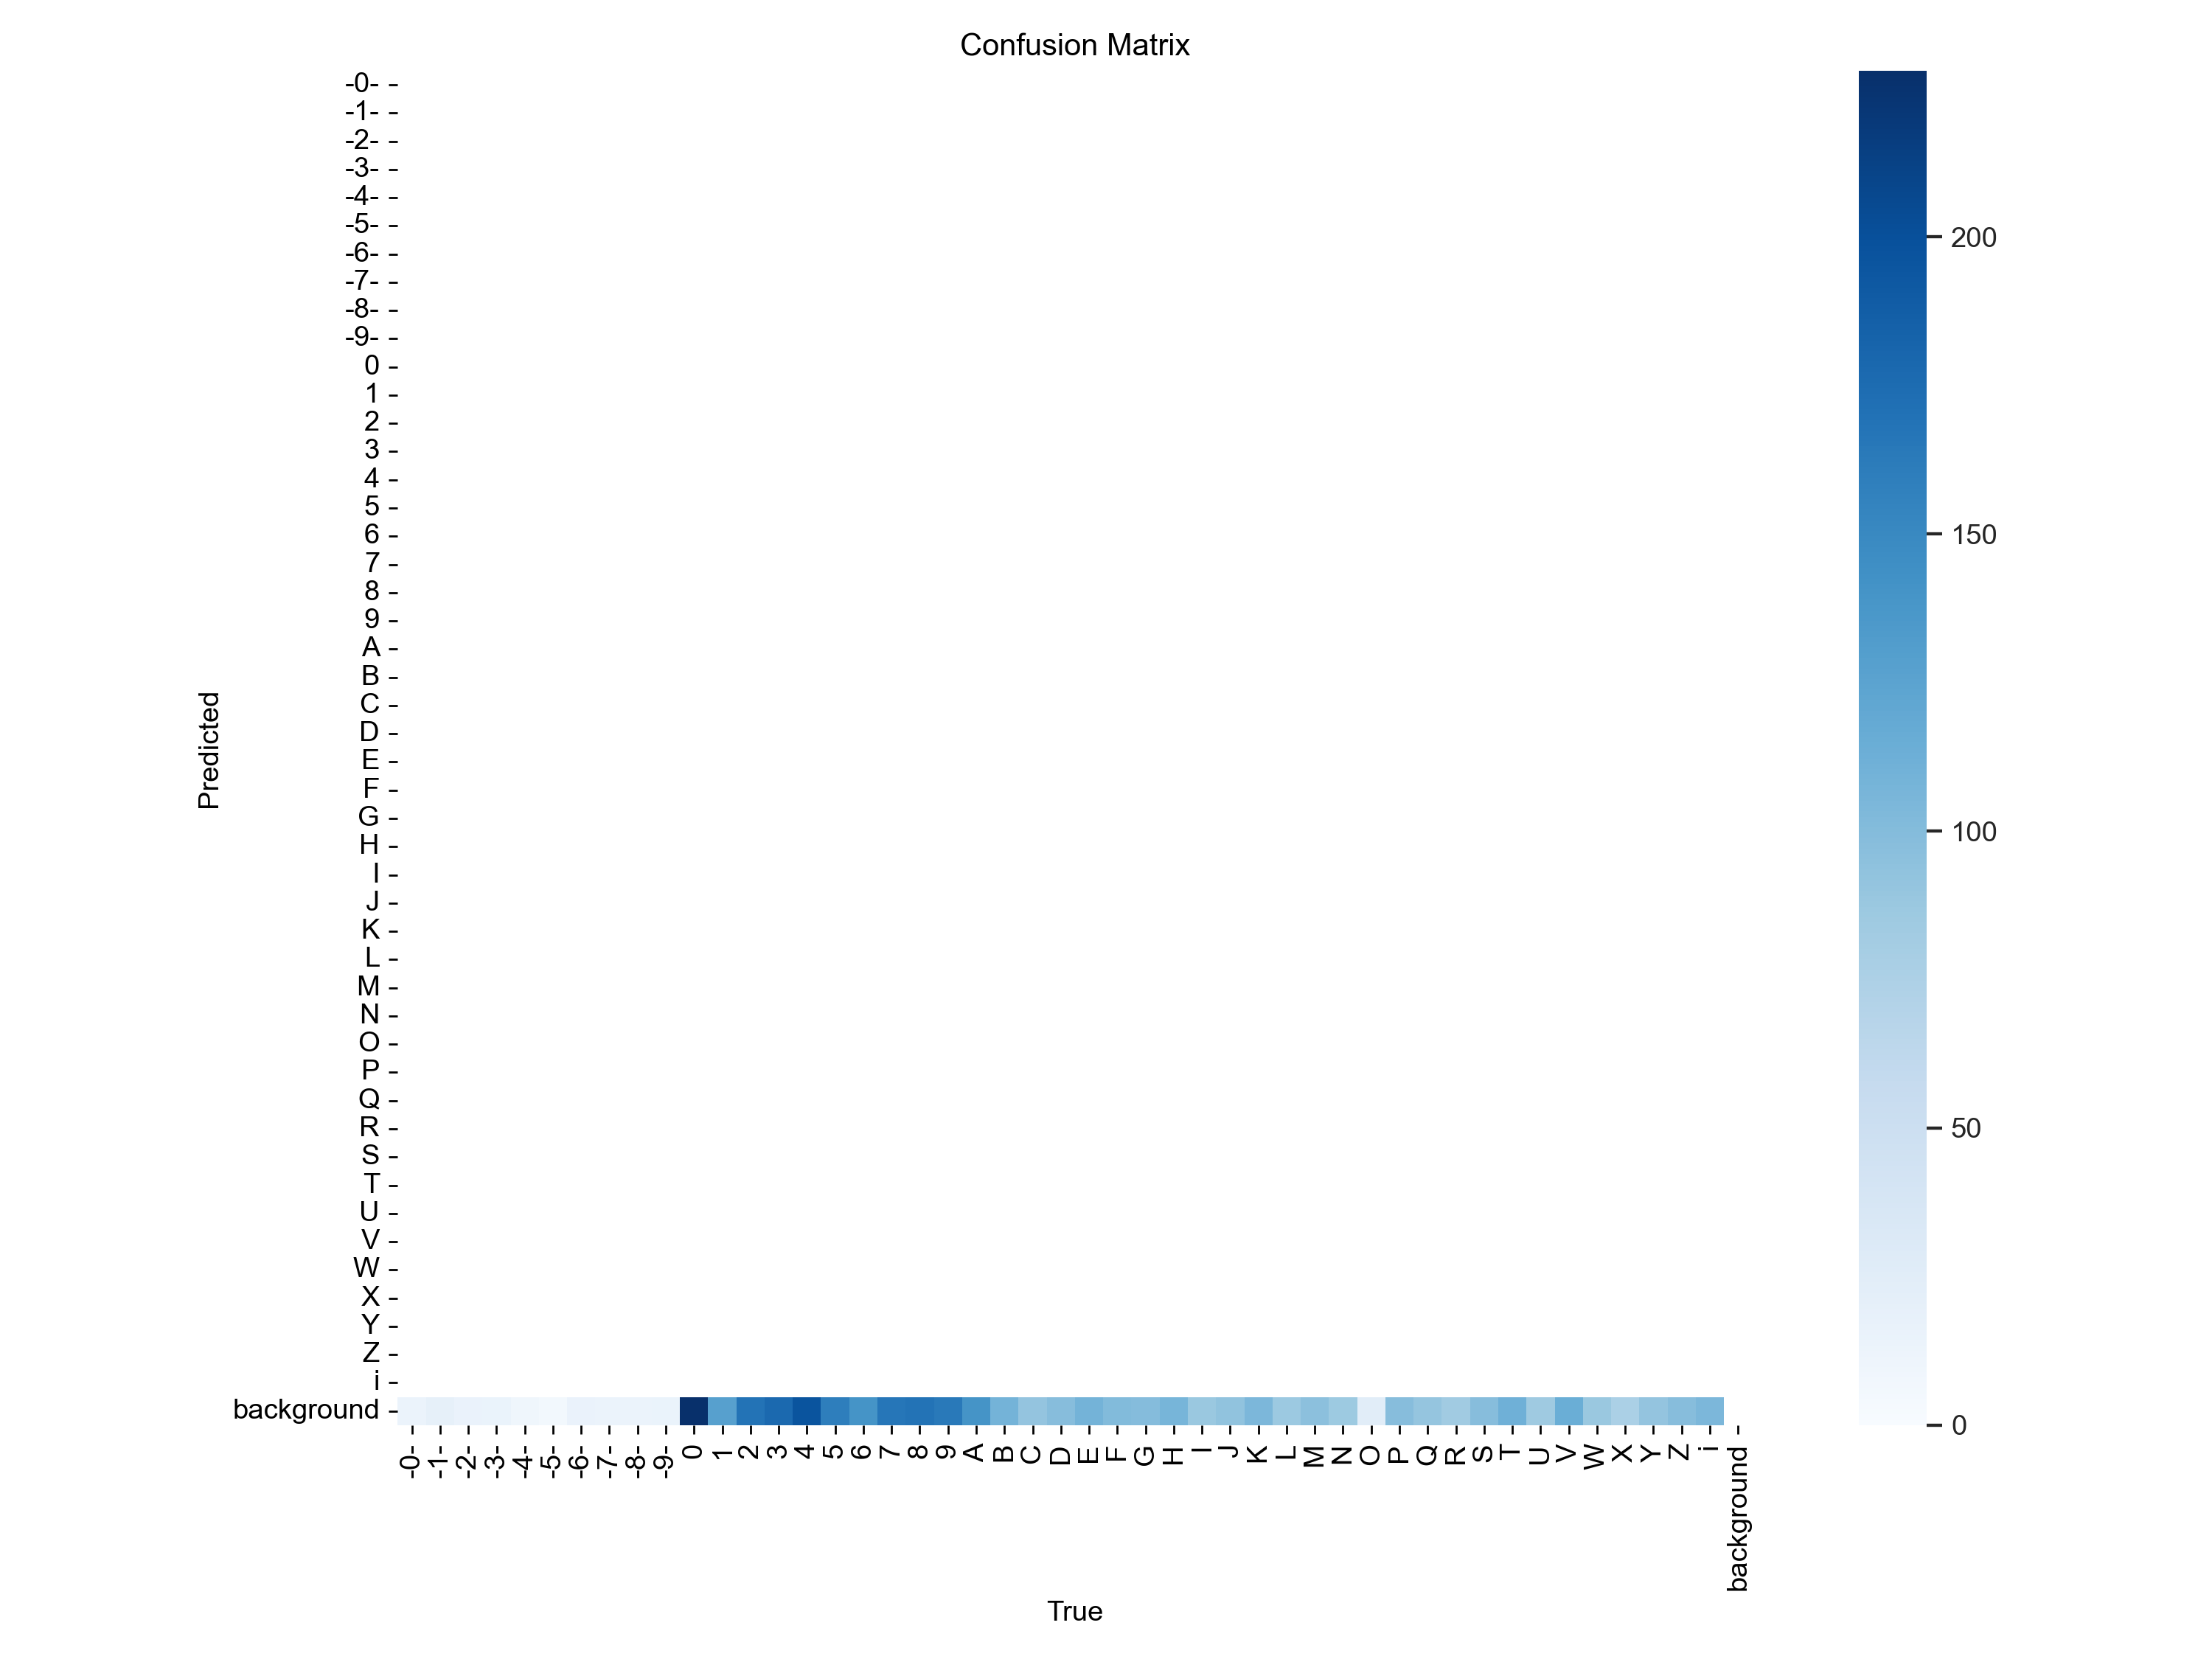 Confusion Matrix
Predicted
-0-
-1-
-2-
-3-
-4-
-5-
-6-
-7-
-8-
-9-
0
1
2
3
4
5
6
7
8
9
A
B
C
D
E
F
G
H
I
J
K
L
M
N
O
P
Q
R
S
T
U
V
W
X
Y
Z
i
background
-0- -1- -2- -3- -4- -5- -6- -7- -8- -9- 0 1 2 3 4 5 6 7 8 9 A B C D E F G H I J K L M N O P Q R S T U V W X Y Z i background
True
200
150
100
50
0